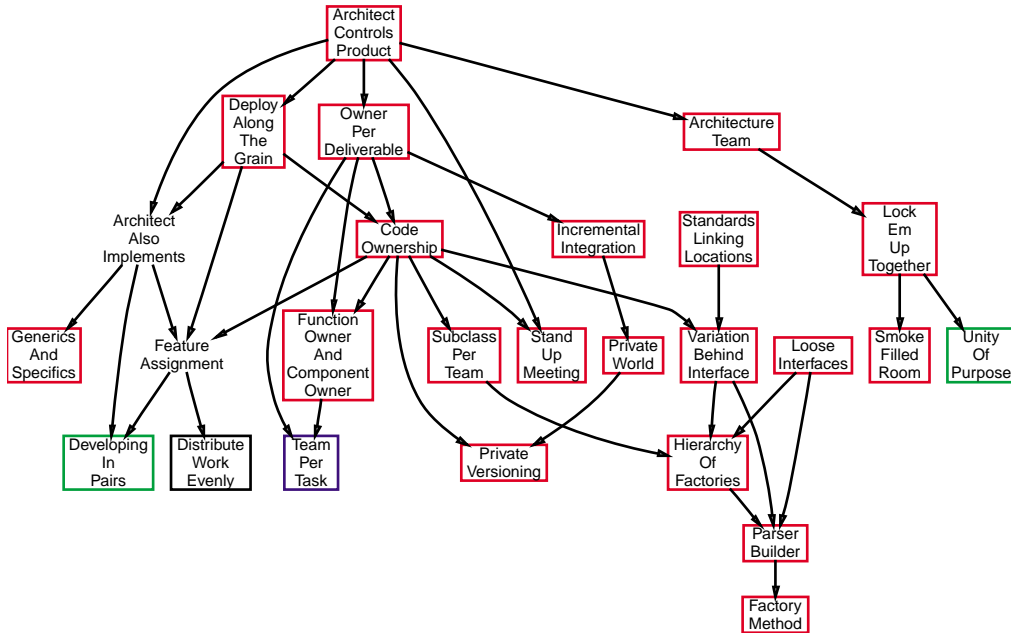 Architect
Controls
Product
Deploy
Along
The
Grain
Owner
Per
Deliverable
Architecture
Team
Architect
Also
Implements
Code
Ownership
Incremental
Integration
Standards
Linking
Locations
Lock
Em
Up
Together
Generics
And
Specifics
Feature
Assignment
Function
Owner
And
Component
Owner
Subclass
Per
Team
Stand
Up
Meeting
Private
World
Variation
Behind
Interface
Loose
Interfaces
Smoke
Filled
Room
Unity
Of
Purpose
Developing
In
Pairs
Distribute
Work
Evenly
Team
Per
Task
Private
Versioning
Hierarchy
Of
Factories
Parser
Builder
Factory
Method